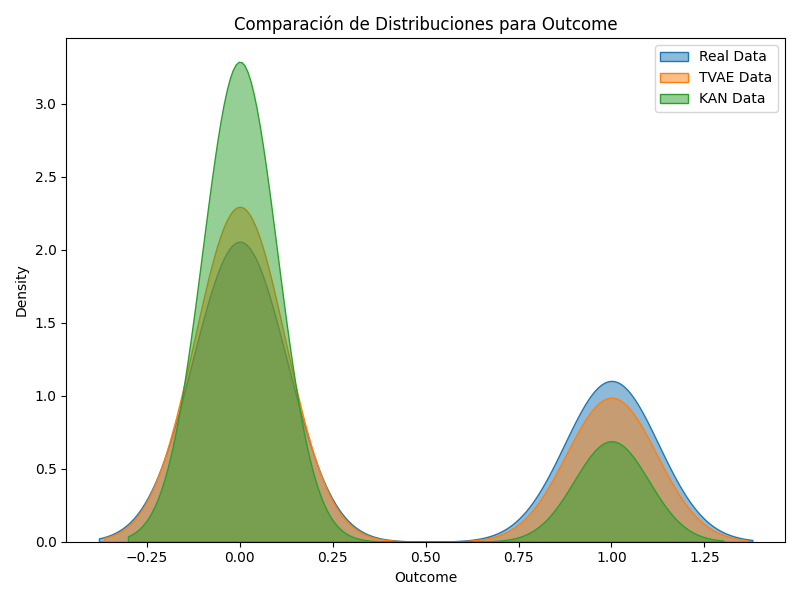 Comparación de Distribuciones para Outcome
Real Data
TVAE Data
KAN Data
Density
3.0
2.5
2.0
1.5
1.0
0.5
0.0
−0.25 0.00 0.25 0.50 0.75 1.00 1.25
Outcome